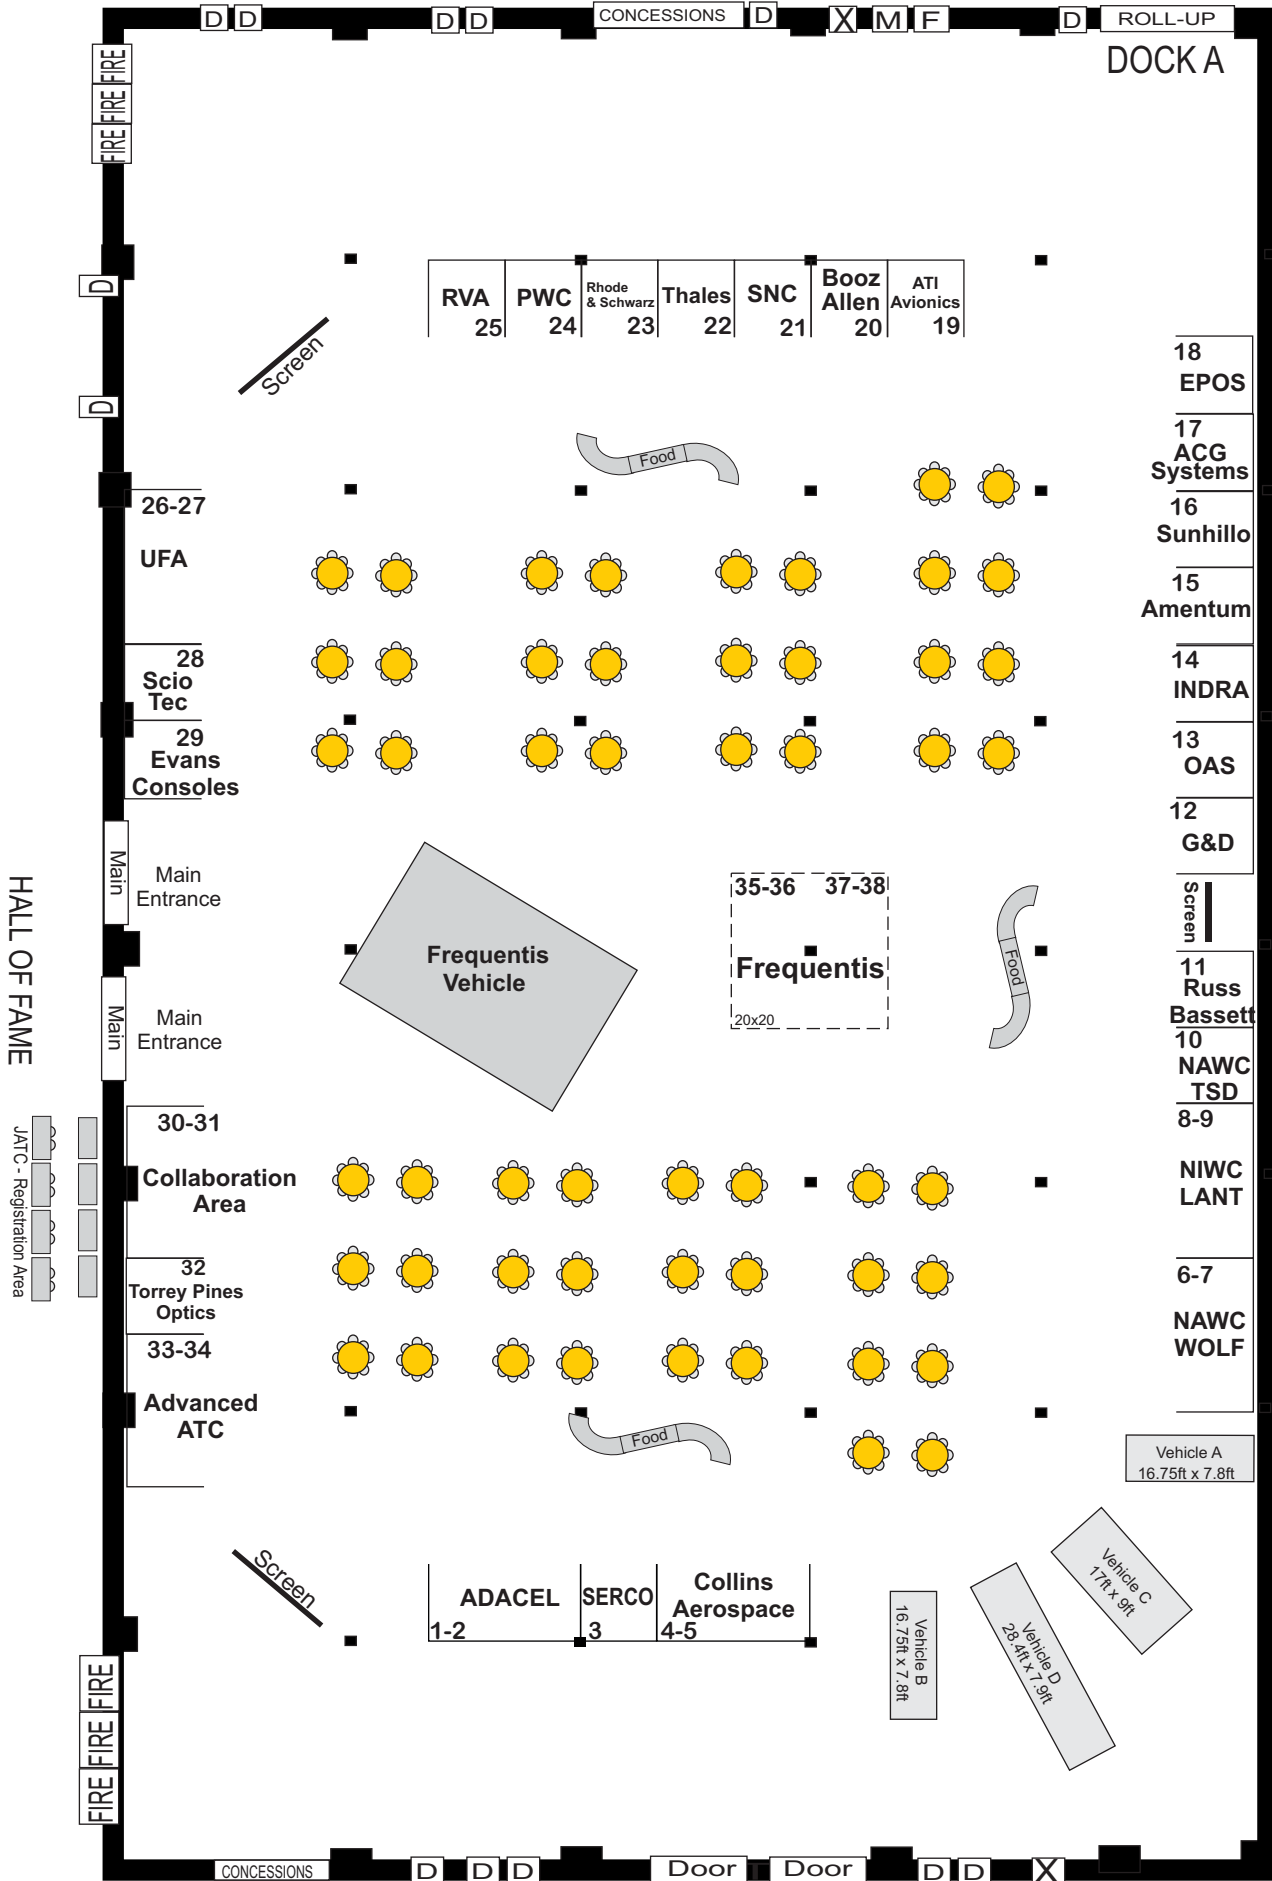 D D
D D
CONCESSIONS
D
X
M
F
D
ROLL-UP
DOCK A
FIRE
FIRE
FIRE
D
D
Screen
RVA
25
PWC
24
Rhode
& Schwarz
23
Thales
22
SNC
21
Booz
Allen
20
ATI
Avionics
19
18
EPOS
17
ACG
Systems
16
Sunhillo
15
Amentum
14
INDRA
13
OAS
12
G&D
Screen
11
Russ
Bassett
10
NAWC
TSD
8-9
NIWC
LANT
6-7
NAWC
WOLF
Food
26-27
UFA
28
Scio
Tec
29
Evans
Consoles
Main
Main
Entrance
Main
Main
Entrance
HALL OF FAME
Frequentis
Vehicle
35-36 37-38
Frequentis
20x20
Food
JATC - Registration Area
30-31
Collaboration
Area
32
Torrey Pines
Optics
33-34
Advanced
ATC
Food
Screen
ADACEL
1-2
SERCO
3
Collins
Aerospace
4-5
Vehicle A
16.75ft x 7.8ft
Vehicle B
16.75ft x 7.8ft
Vehicle C
17ft x 9ft
Vehicle D
28.4ft x 7.9ft
FIRE
FIRE
FIRE
CONCESSIONS
D
D D
Door
Door
D D
X